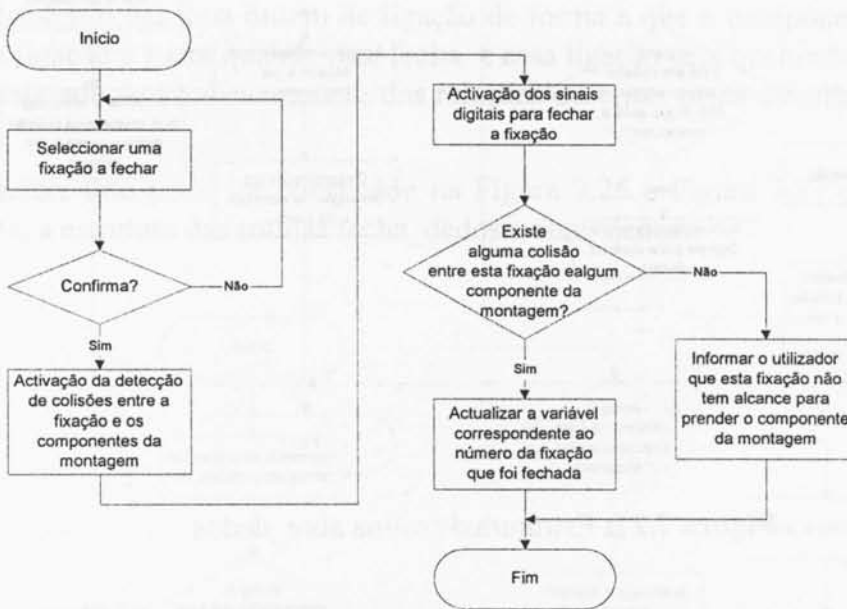 Início
Seleccionar uma
fixação a fechar
Confirma?
Não
Sim
Activação da detecção
de colisões entre a
fixação e os
componentes da
montagem
Activação dos sinais
digitais para fechar
a fixação
Existe
alguma colisão
entre esta fixação ealgum
componente da
montagem?
Não
Sim
Informar o utilizador
que esta fixação não
tem alcance para
prender o componente
da montagem
Actualizar a variável
correspondente ao
número da fixação
que foi fechada
Fim